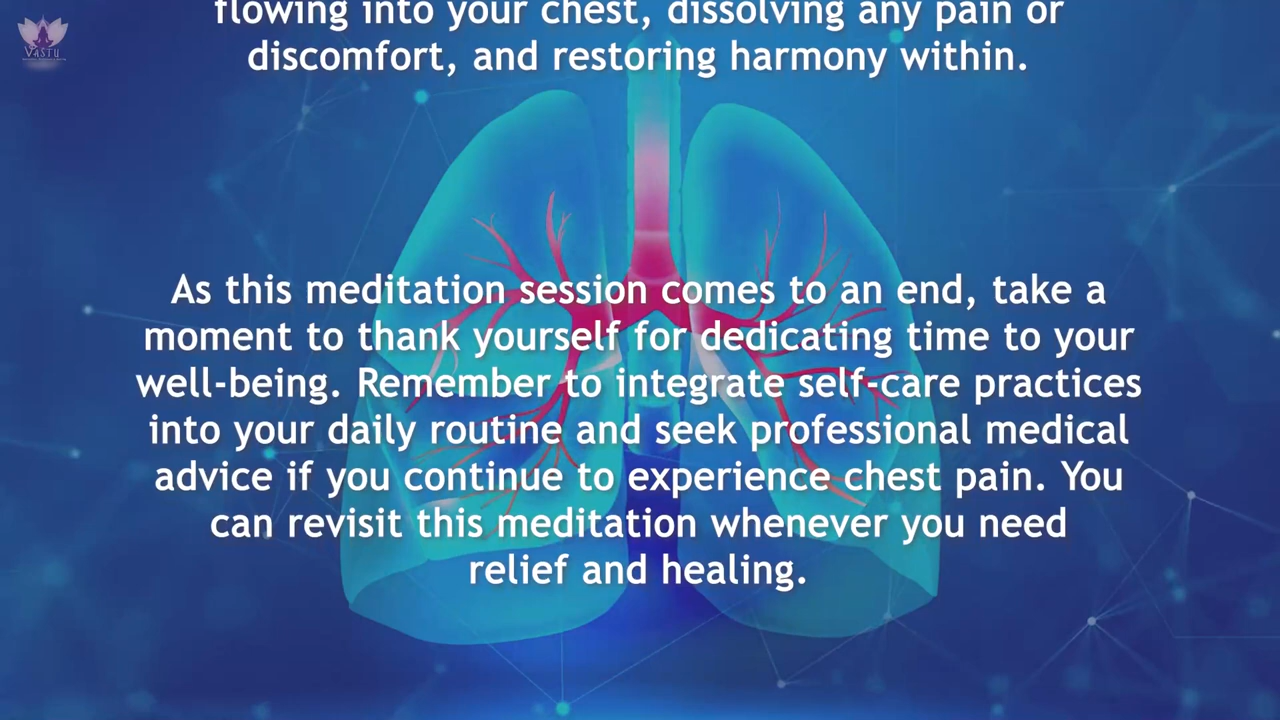 flowing into your chest, dissolving any pain or
discomfort, and restoring harmony within.
VASTU
As this meditation session comes to an end, take a
moment to thank yourself for dedicating time to your
well-being. Remember to integrate self-care practices
into your daily routine and seek professional medical
advice if you continue to experience chest pain. You
can revisit this meditation whenever you need
relief and healing.